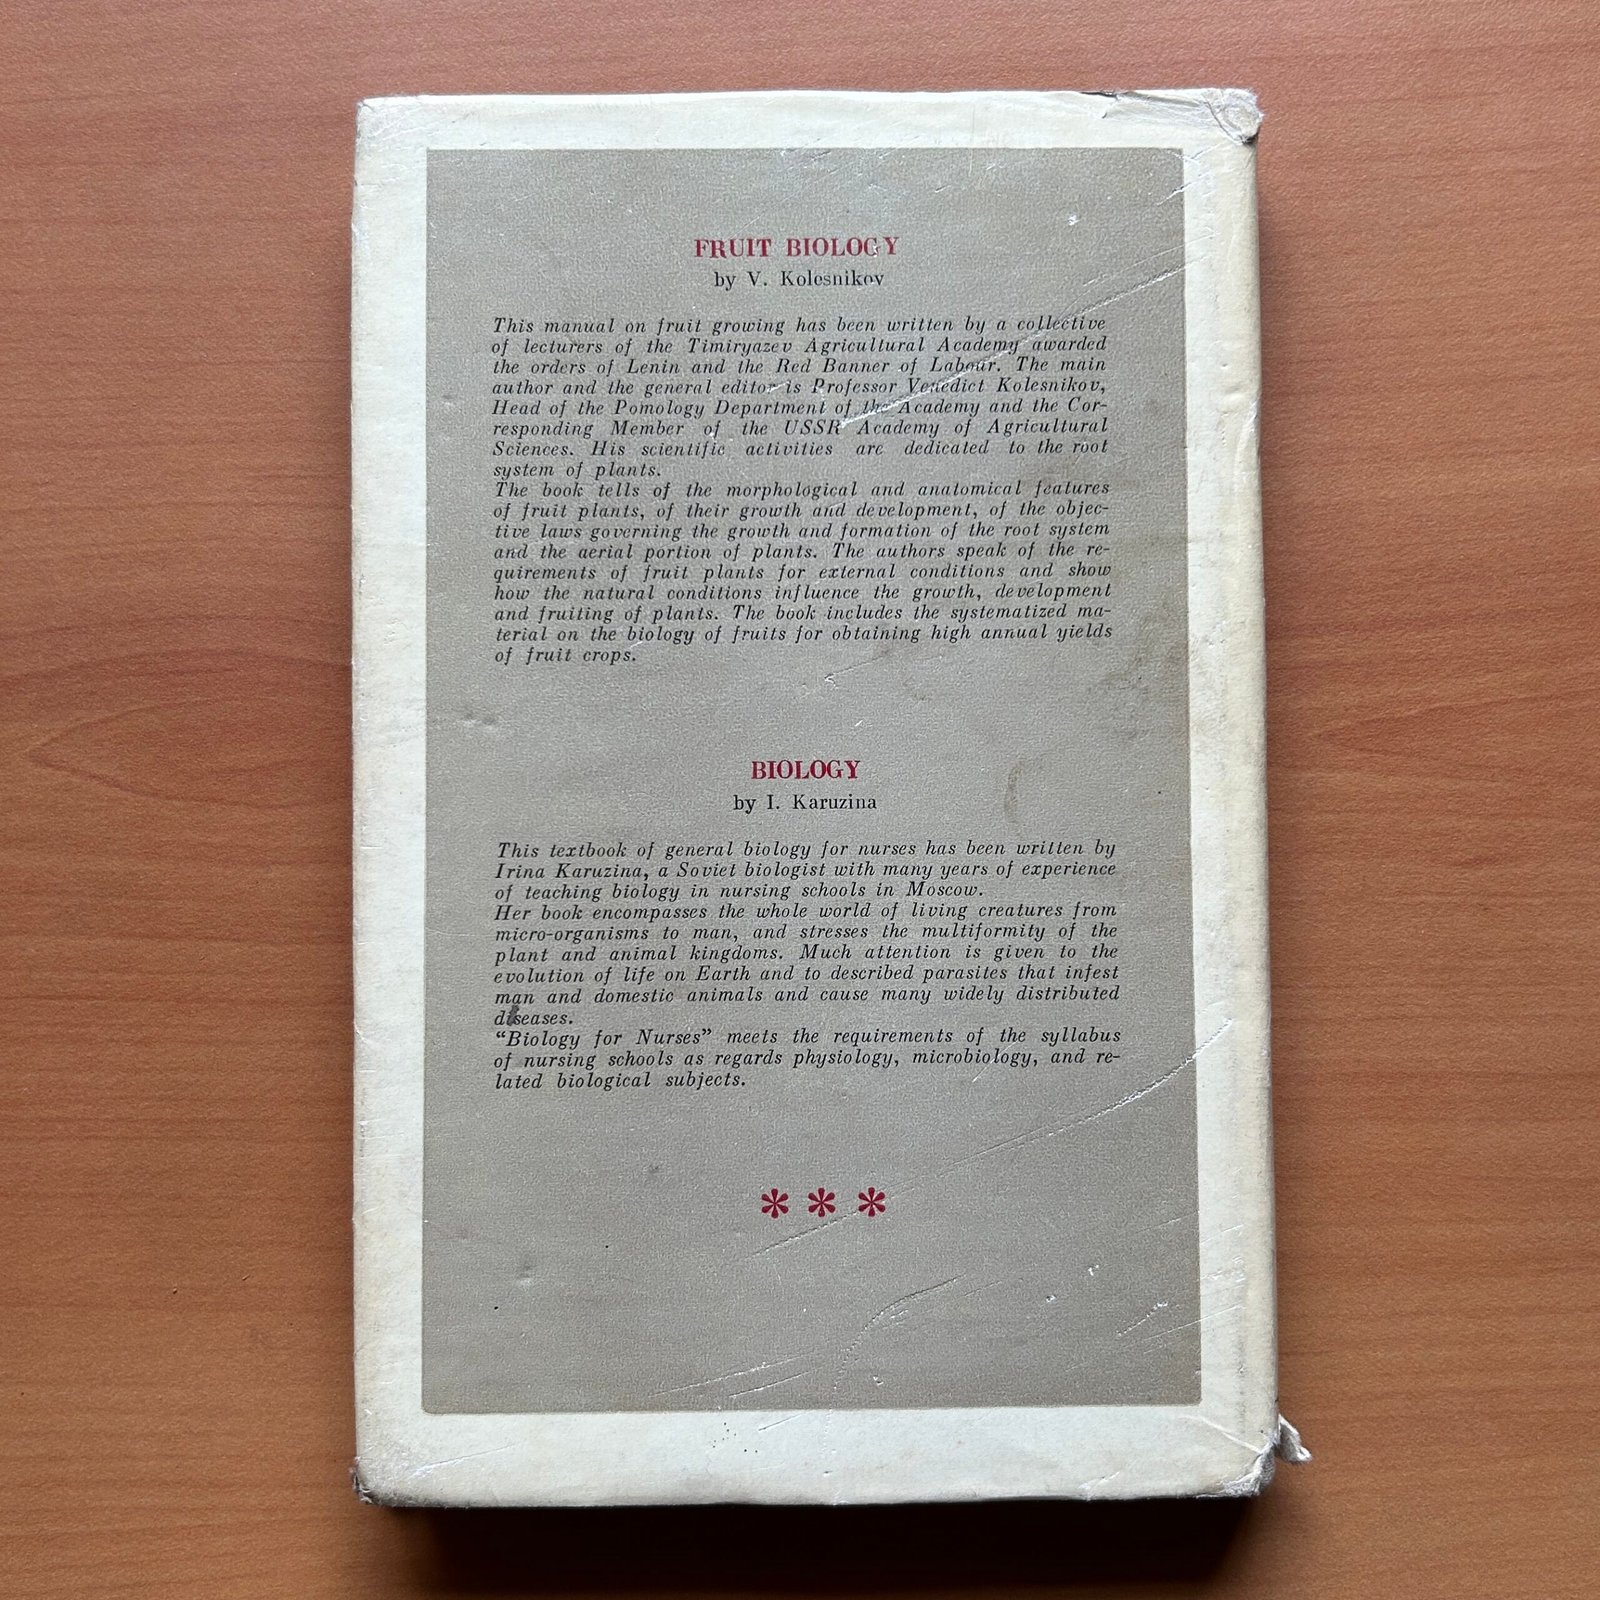 FRUIT BIOLOGY
by V. Kolesnikov
This manual on fruit growing has been written by a collective
of lecturers of the Timiryazev Agricultural Academy awarded
the orders of Lenin and the Red Banner of Labour. The main
author and the general editor is Professor Venedict Kolesnikov,
Head of the Pomology Department of the Academy and the Cor-
responding Member of the USSR Academy of Agricultural
Sciences. His scientific activities are dedicated to the root
system of plants.
The book tells of the morphological and anatomical features
of fruit plants, of their growth and development, of the objec-
tive laws governing the growth and formation of the root system
and the aerial portion of plants. The authors speak of the re-
quirements of fruit plants for external conditions and show
how the natural conditions influence the growth, development
and fruiting of plants. The book includes the systematized ma-
terial on the biology of fruits for obtaining high annual yields
of fruit crops.
BIOLOGY
by I. Karuzina
This textbook of general biology for nurses has been written by
Irina Karuzina, a Soviet biologist with many years of experience
of teaching biology in nursing schools in Moscow.
Her book encompasses the whole world of living creatures from
micro-organisms to man, and stresses the multiformity of the
plant and animal kingdoms. Much attention is given to the
evolution of life on Earth and to described parasites that infest
man and domestic animals and cause many widely distributed
diseases.
“Biology for Nurses” meets the requirements of the syllabus
of nursing schools as regards physiology, microbiology, and re-
lated biological subjects.
* * *